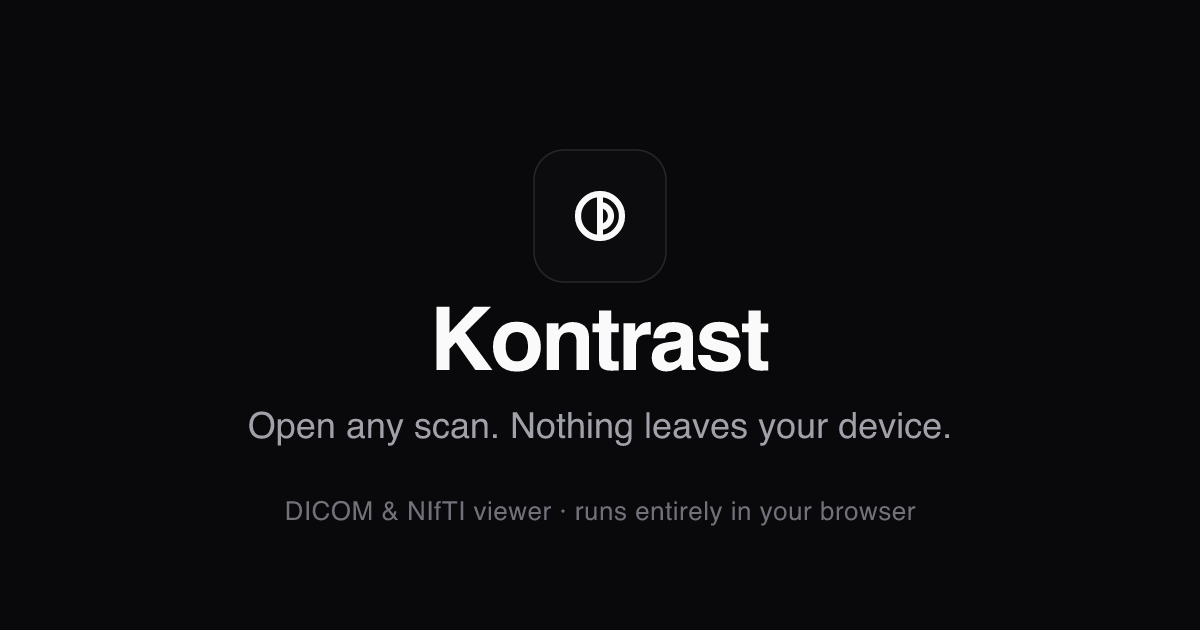 Kontrast
Open any scan. Nothing leaves your device.
DICOM & NIfTI viewer · runs entirely in your browser